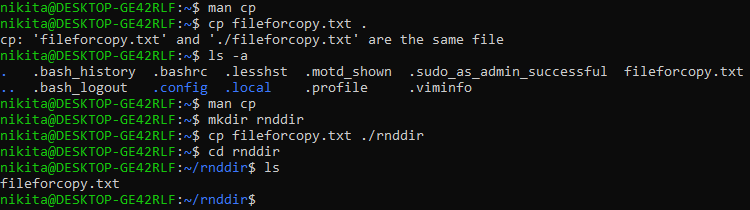 nikita@DESKTOP-GE42RLF:~$ man cp
nikita@DESKTOP-GE42RLF:~$ cp fileforcopy.txt .
cp: 'fileforcopy.txt' and './fileforcopy.txt' are the same file
nikita@DESKTOP-GE42RLF:~$ ls -a
.   .bash_history  .bashrc  .lesshst  .motd_shown  .sudo_as_admin_successful  fileforcopy.txt
..  .bash_logout   .config  .local    .profile     .viminfo
nikita@DESKTOP-GE42RLF:~$ man cp
nikita@DESKTOP-GE42RLF:~$ mkdir rnddir
nikita@DESKTOP-GE42RLF:~$ cp fileforcopy.txt ./rnddir
nikita@DESKTOP-GE42RLF:~$ cd rnddir
nikita@DESKTOP-GE42RLF:~/rnddir$ ls
fileforcopy.txt
nikita@DESKTOP-GE42RLF:~/rnddir$